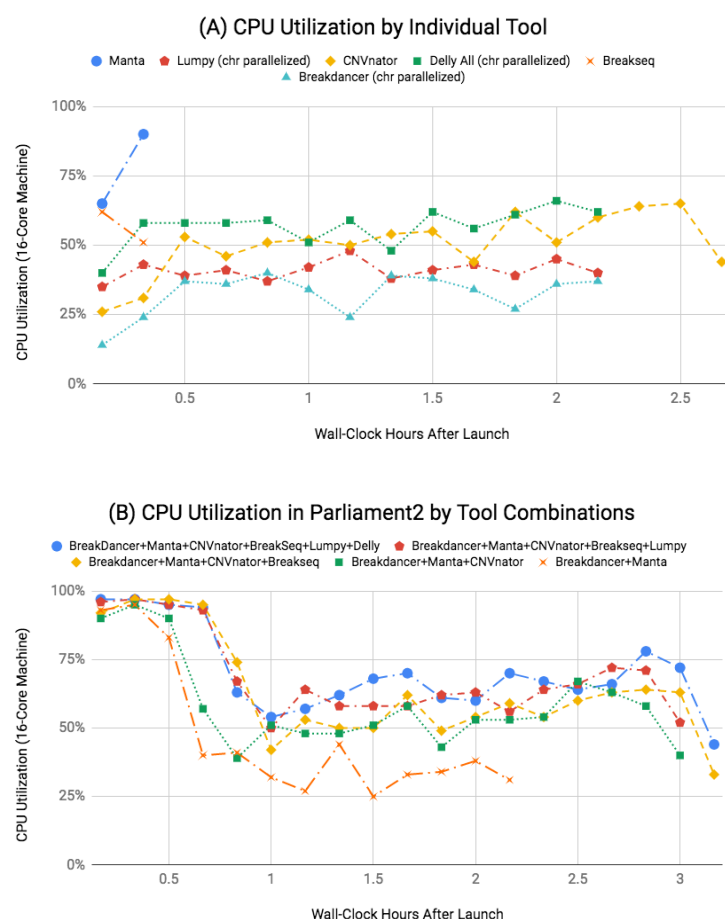 (A) CPU Utilization by Individual Tool
Manta Lumpy (chr parallelized) CNVnator Delly All (chr parallelized) Breakseq
Breakdancer (chr parallelized)
CPU Utilization (16-Core Machine)
100%
75%
50%
25%
0%
0.5 1 1.5 2 2.5
Wall-Clock Hours After Launch
(B) CPU Utilization in Parliament2 by Tool Combinations
BreakDancer+Manta+CNVnator+BreakSeq+Lumpy+Delly Breakdancer+Manta+CNVnator+Breakseq+Lumpy
Breakdancer+Manta+CNVnator+Breakseq Breakdancer+Manta+CNVnator Breakdancer+Manta
CPU Utilization (16-Core Machine)
100%
75%
50%
25%
0%
0.5 1 1.5 2 2.5 3
Wall-Clock Hours After Launch